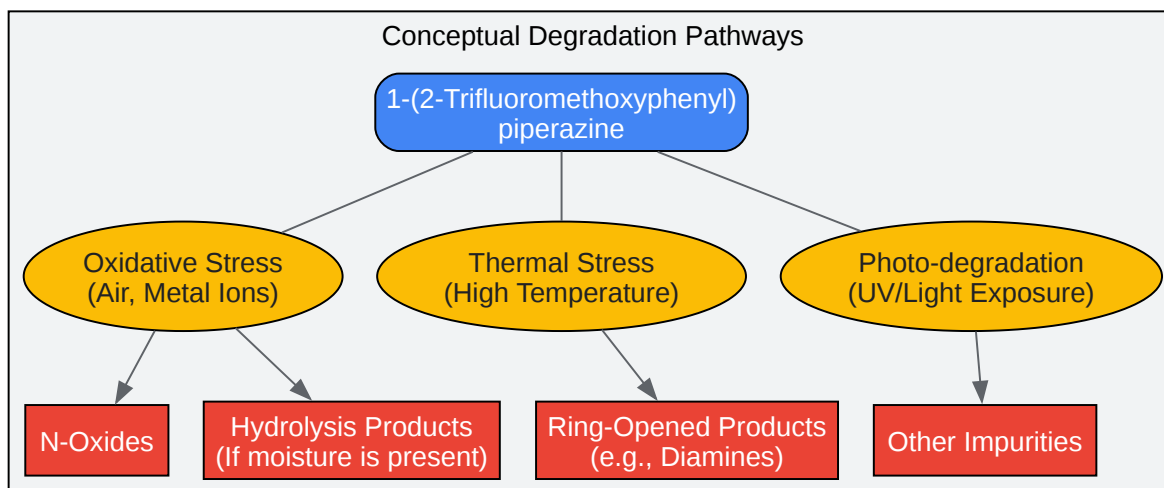 Conceptual Degradation Pathways
1-(2-Trifluoromethoxyphenyl)
piperazine
Oxidative Stress
(Air, Metal Ions)
Thermal Stress
(High Temperature)
Photo-degradation
(UV/Light Exposure)
N-Oxides
Hydrolysis Products
(If moisture is present)
Ring-Opened Products
(e.g., Diamines)
Other Impurities